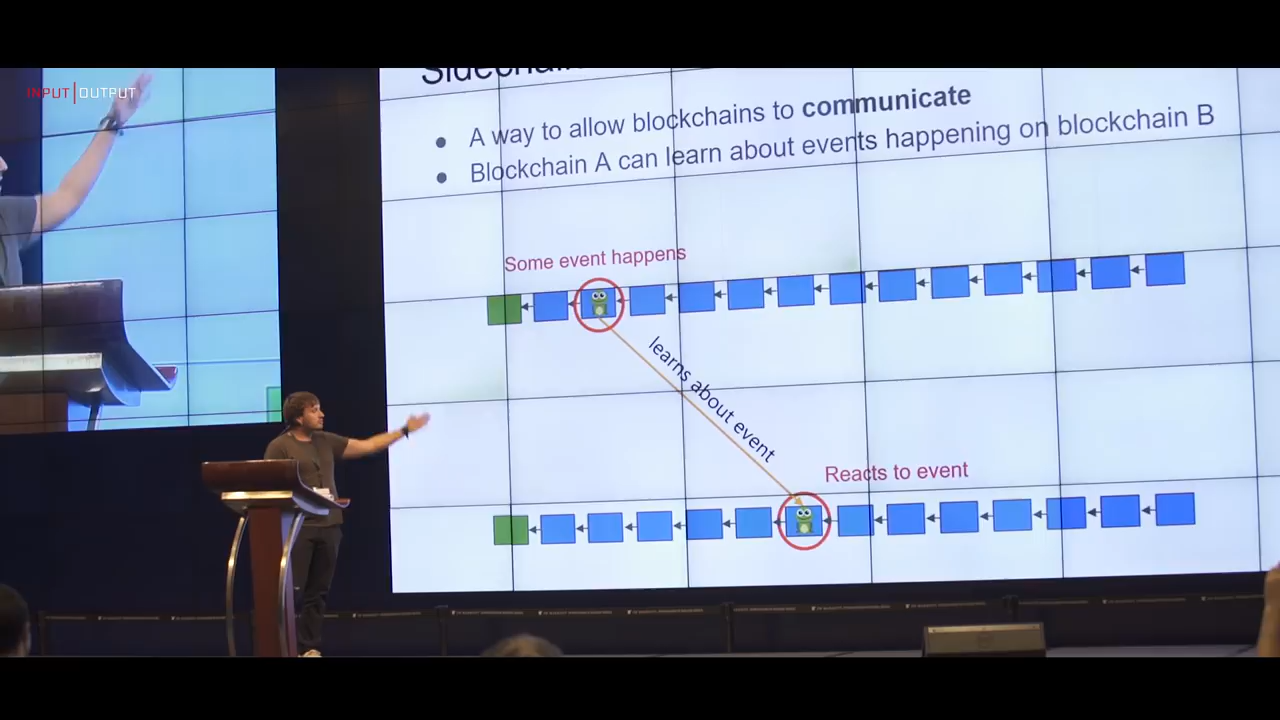 INPUT|OUTPUT
A way to allow blockchains to communicate
Blockchain A can learn about events happening on blockchain B
Some event happens
learns about event
Reacts to event